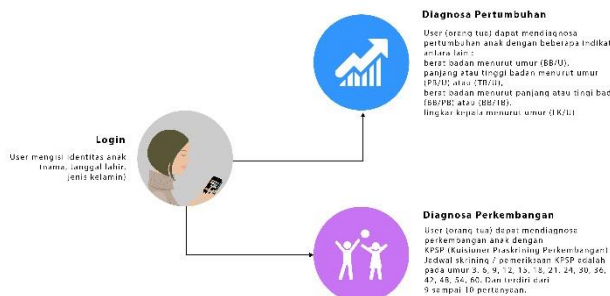 Diagnosa Pertumbuhan
User (orang tua) dapat mendiagnosa
pertumbuhan anak dengan beberapa Indikat
antara lain :
berat badan menurut umur (BB/U),
panjang atau tinggi badan menurut umur
(PB/U) atau (TB/U),
berat badan menurut panjang atau tingi bad
(BB/PB) atau (BB/TB).
lingkar kepala menurut umur (LK/U)
Login
User mengisi identitas anak
(nama, tanggal lahir,
jenis kelamin)
Diagnosa Perkembangan
User (orang tua) dapat mendiagnosa
perkembangan anak dengan
KPSP (Kuisioner Praskrining Perkembangan)
Jadwal skrining / pemeriksaan KPSP adalah
pada umur 3, 6, 9, 12, 15, 18, 21, 24, 30, 36,
42, 48, 54, 60. Dan terdiri dari
9 sampai 10 pertanyaan.